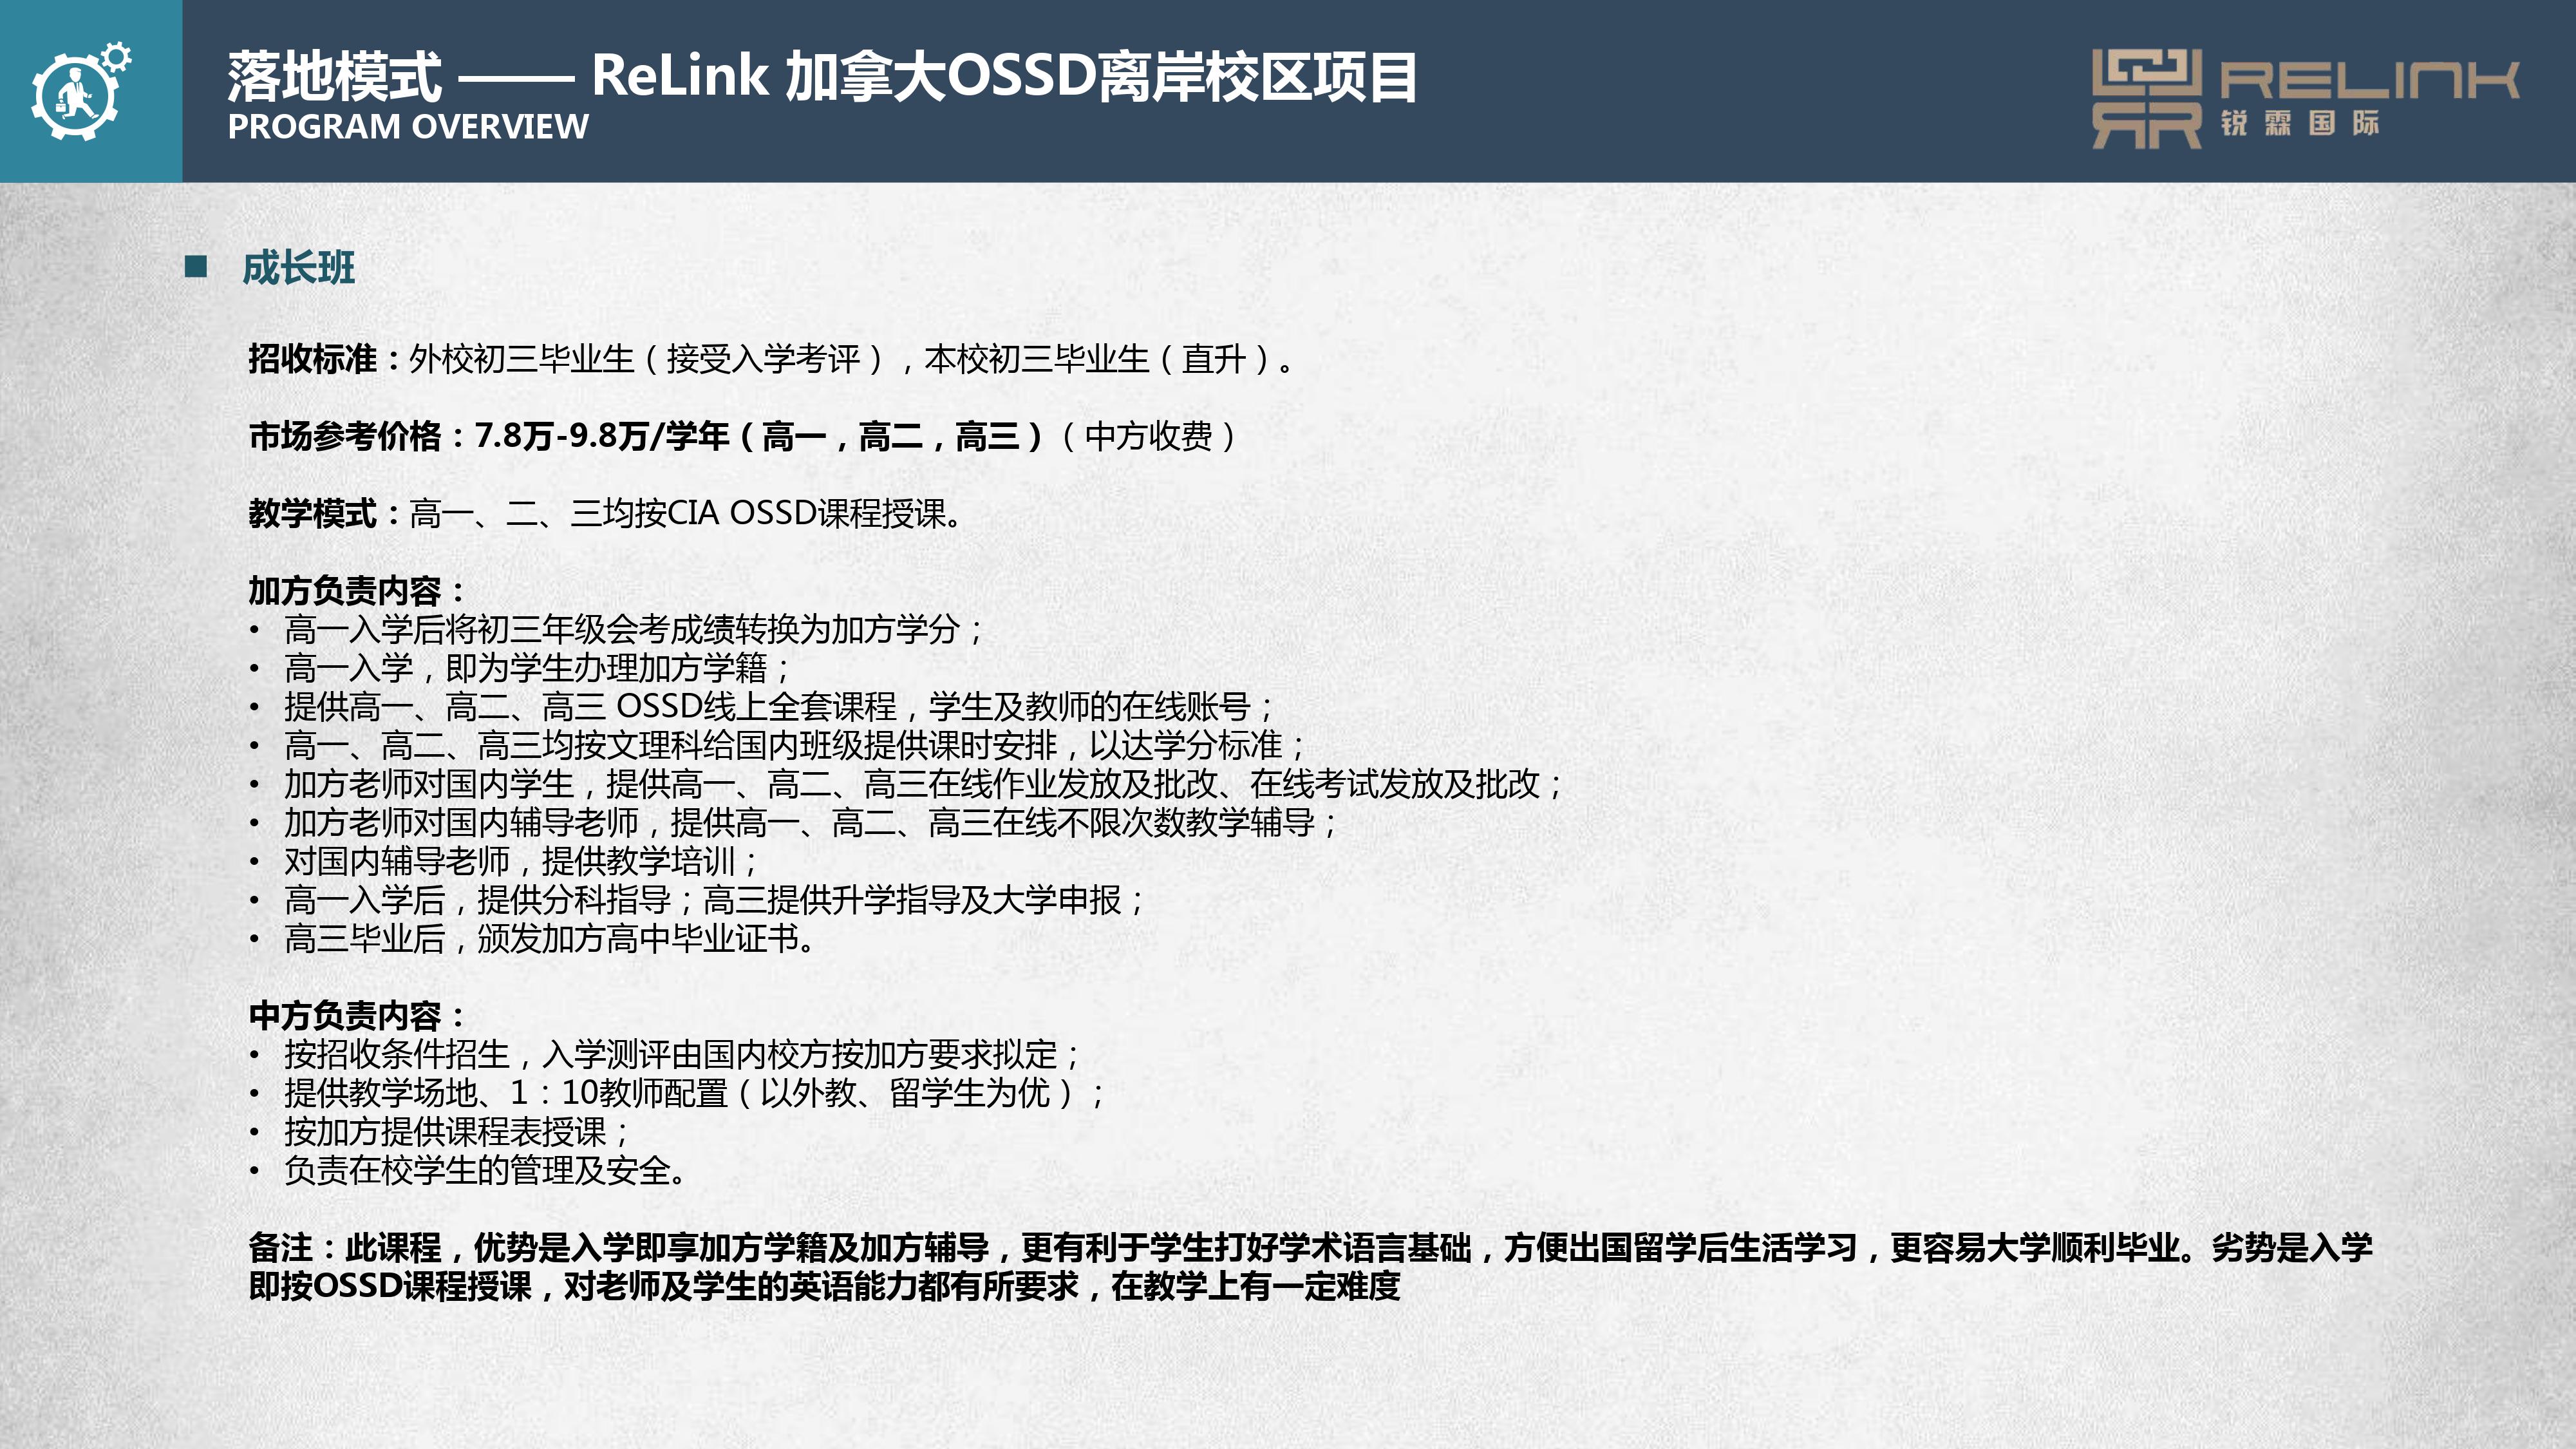 落地模式 —— ReLink 加拿大OSSD离岸校区项目
PROGRAM OVERVIEW
RELINK
锐霖国际
■ 成长班
招收标准：外校初三毕业生（接受入学考评），本校初三毕业生（直升）。
市场参考价格：7.8万-9.8万/学年（高一，高二，高三）（中方收费）
教学模式：高一、二、三均按CIA OSSD课程授课。
加方负责内容：
• 高一入学后将初三年级会考成绩转换为加方学分；
• 高一入学，即为学生办理加方学籍；
• 提供高一、高二、高三 OSSD线上全套课程，学生及教师的在线账号；
• 高一、高二、高三均按文理科给国内班级提供课时安排，以达学分标准；
• 加方老师对国内学生，提供高一、高二、高三在线作业发放及批改、在线考试发放及批改；
• 加方老师对国内辅导老师，提供高一、高二、高三在线不限次数教学辅导；
• 对国内辅导老师，提供教学培训；
• 高一入学后，提供分科指导；高三提供升学指导及大学申报；
• 高三毕业后，颁发加方高中毕业证书。
中方负责内容：
• 按招收条件招生，入学测评由国内校方按加方要求拟定；
• 提供教学场地、1：10教师配置（以外教、留学生为优）；
• 按加方提供课程表授课；
• 负责在校学生的管理及安全。
备注：此课程，优势是入学即享加方学籍及加方辅导，更有利于学生打好学术语言基础，方便出国留学后生活学习，更容易大学顺利毕业。劣势是入学
即按OSSD课程授课，对老师及学生的英语能力都有所要求，在教学上有一定难度